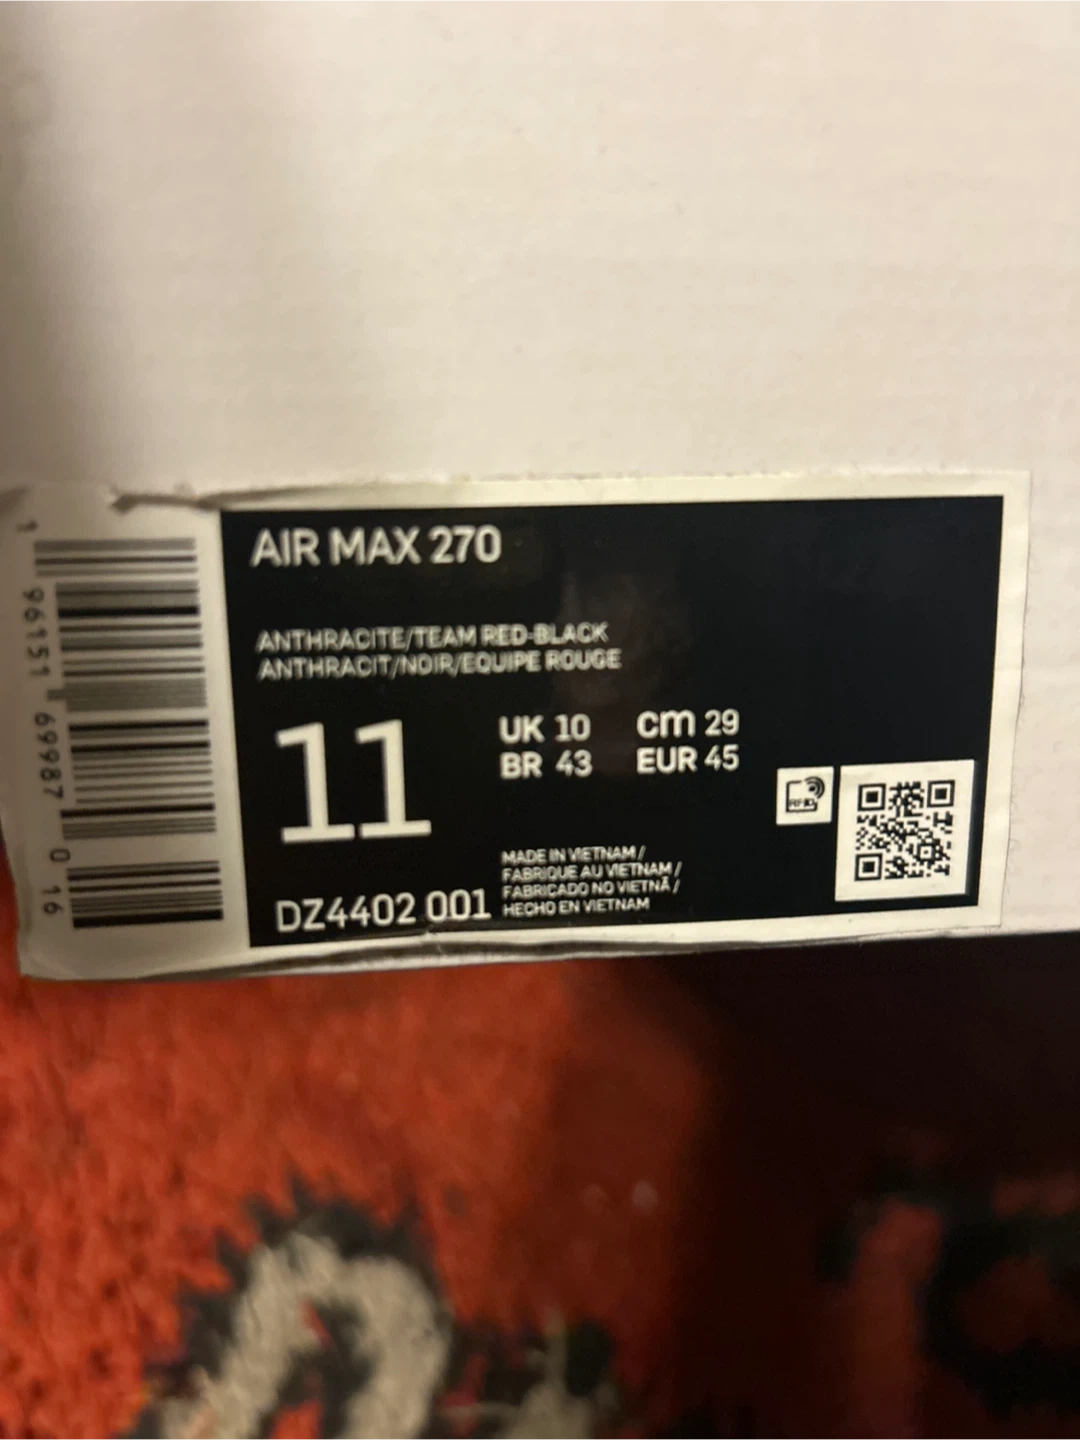 AIR MAX 270
ANTHRACITE/TEAM RED-BLACK
ANTHRACIT/NOIR/EQUIPE ROUGE
11
UK 10
cm 29
BR 43
EUR 45
RFID
MADE IN VIETNAM /
FABRIQUE AU VIETNAM /
FABRICADO NO VIETNÃ /
HECHO EN VIETNAM
DZ4402 001
1 96151 69987 0 16